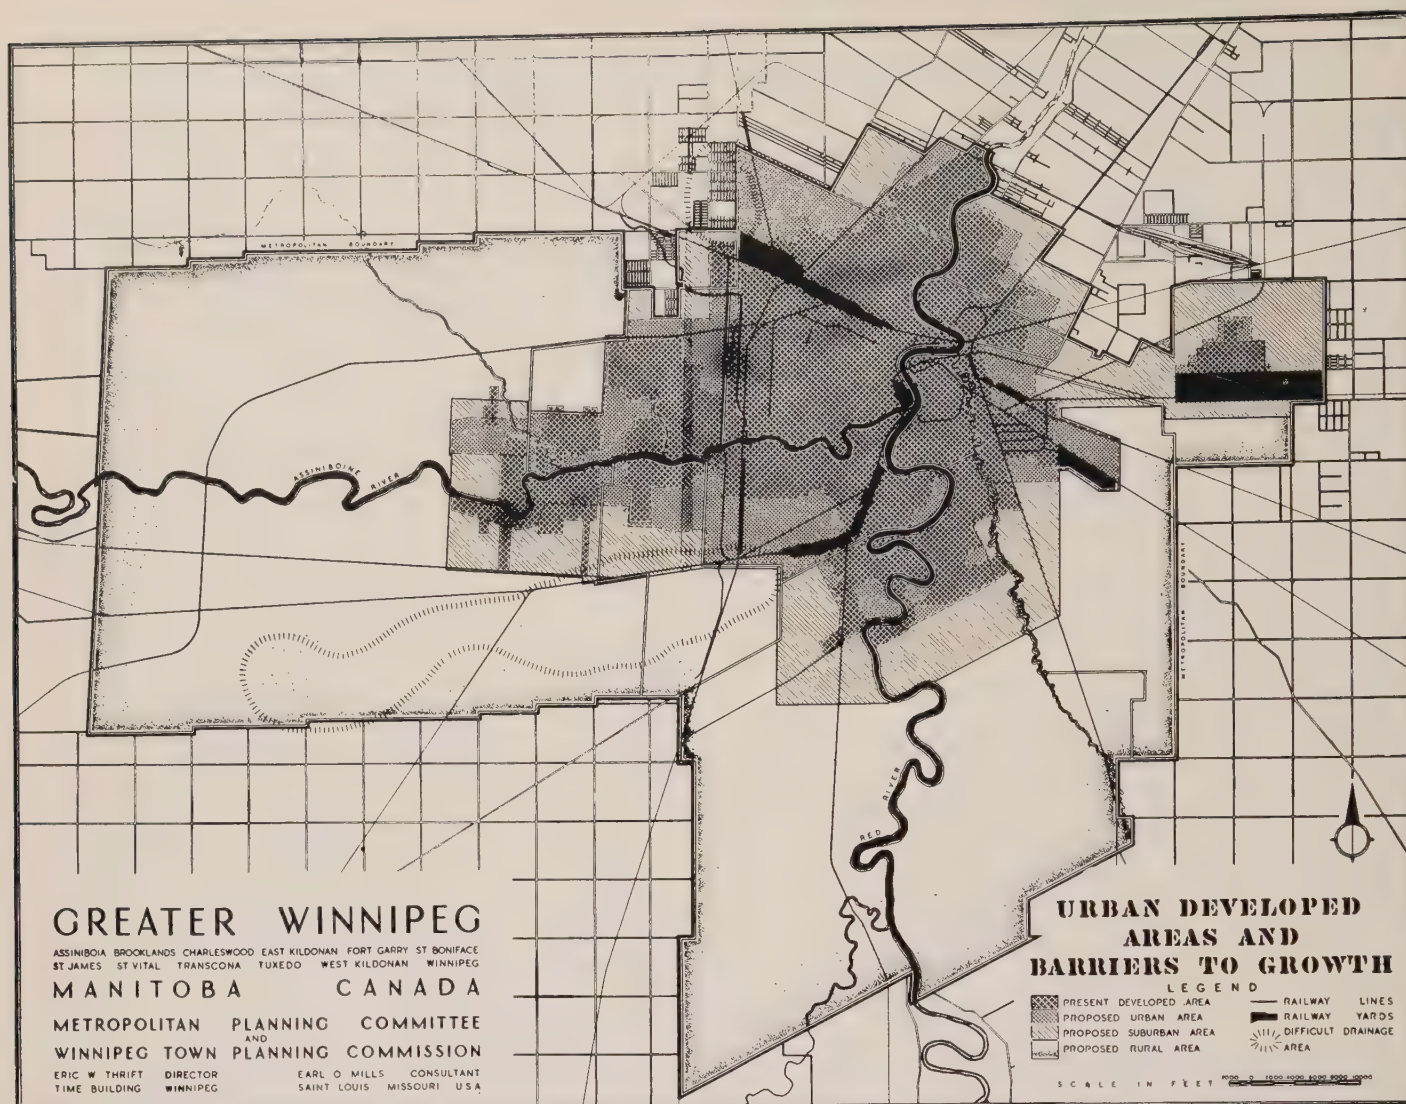 METROPOLITAN BOUNDARY
ASSINIBOINE RIVER
METROPOLITAN BOUNDARY
RED RIVER
GREATER WINNIPEG
ASSINIBOIA BROOKLANDS CHARLESWOOD EAST KILDONAN FORT GARRY ST BONIFACE
ST JAMES ST VITAL TRANSCONA TUXEDO WEST KILDONAN WINNIPEG
MANITOBA CANADA
METROPOLITAN PLANNING COMMITTEE
AND
WINNIPEG TOWN PLANNING COMMISSION
ERIC W THRIFT DIRECTOR EARL O MILLS CONSULTANT
TIME BUILDING WINNIPEG SAINT LOUIS MISSOURI USA
URBAN DEVELOPED
AREAS AND
BARRIERS TO GROWTH
LEGEND
PRESENT DEVELOPED AREA
PROPOSED URBAN AREA
PROPOSED SUBURBAN AREA
PROPOSED RURAL AREA
RAILWAY LINES
RAILWAY YARDS
DIFFICULT DRAINAGE
AREA
SCALE IN FEET